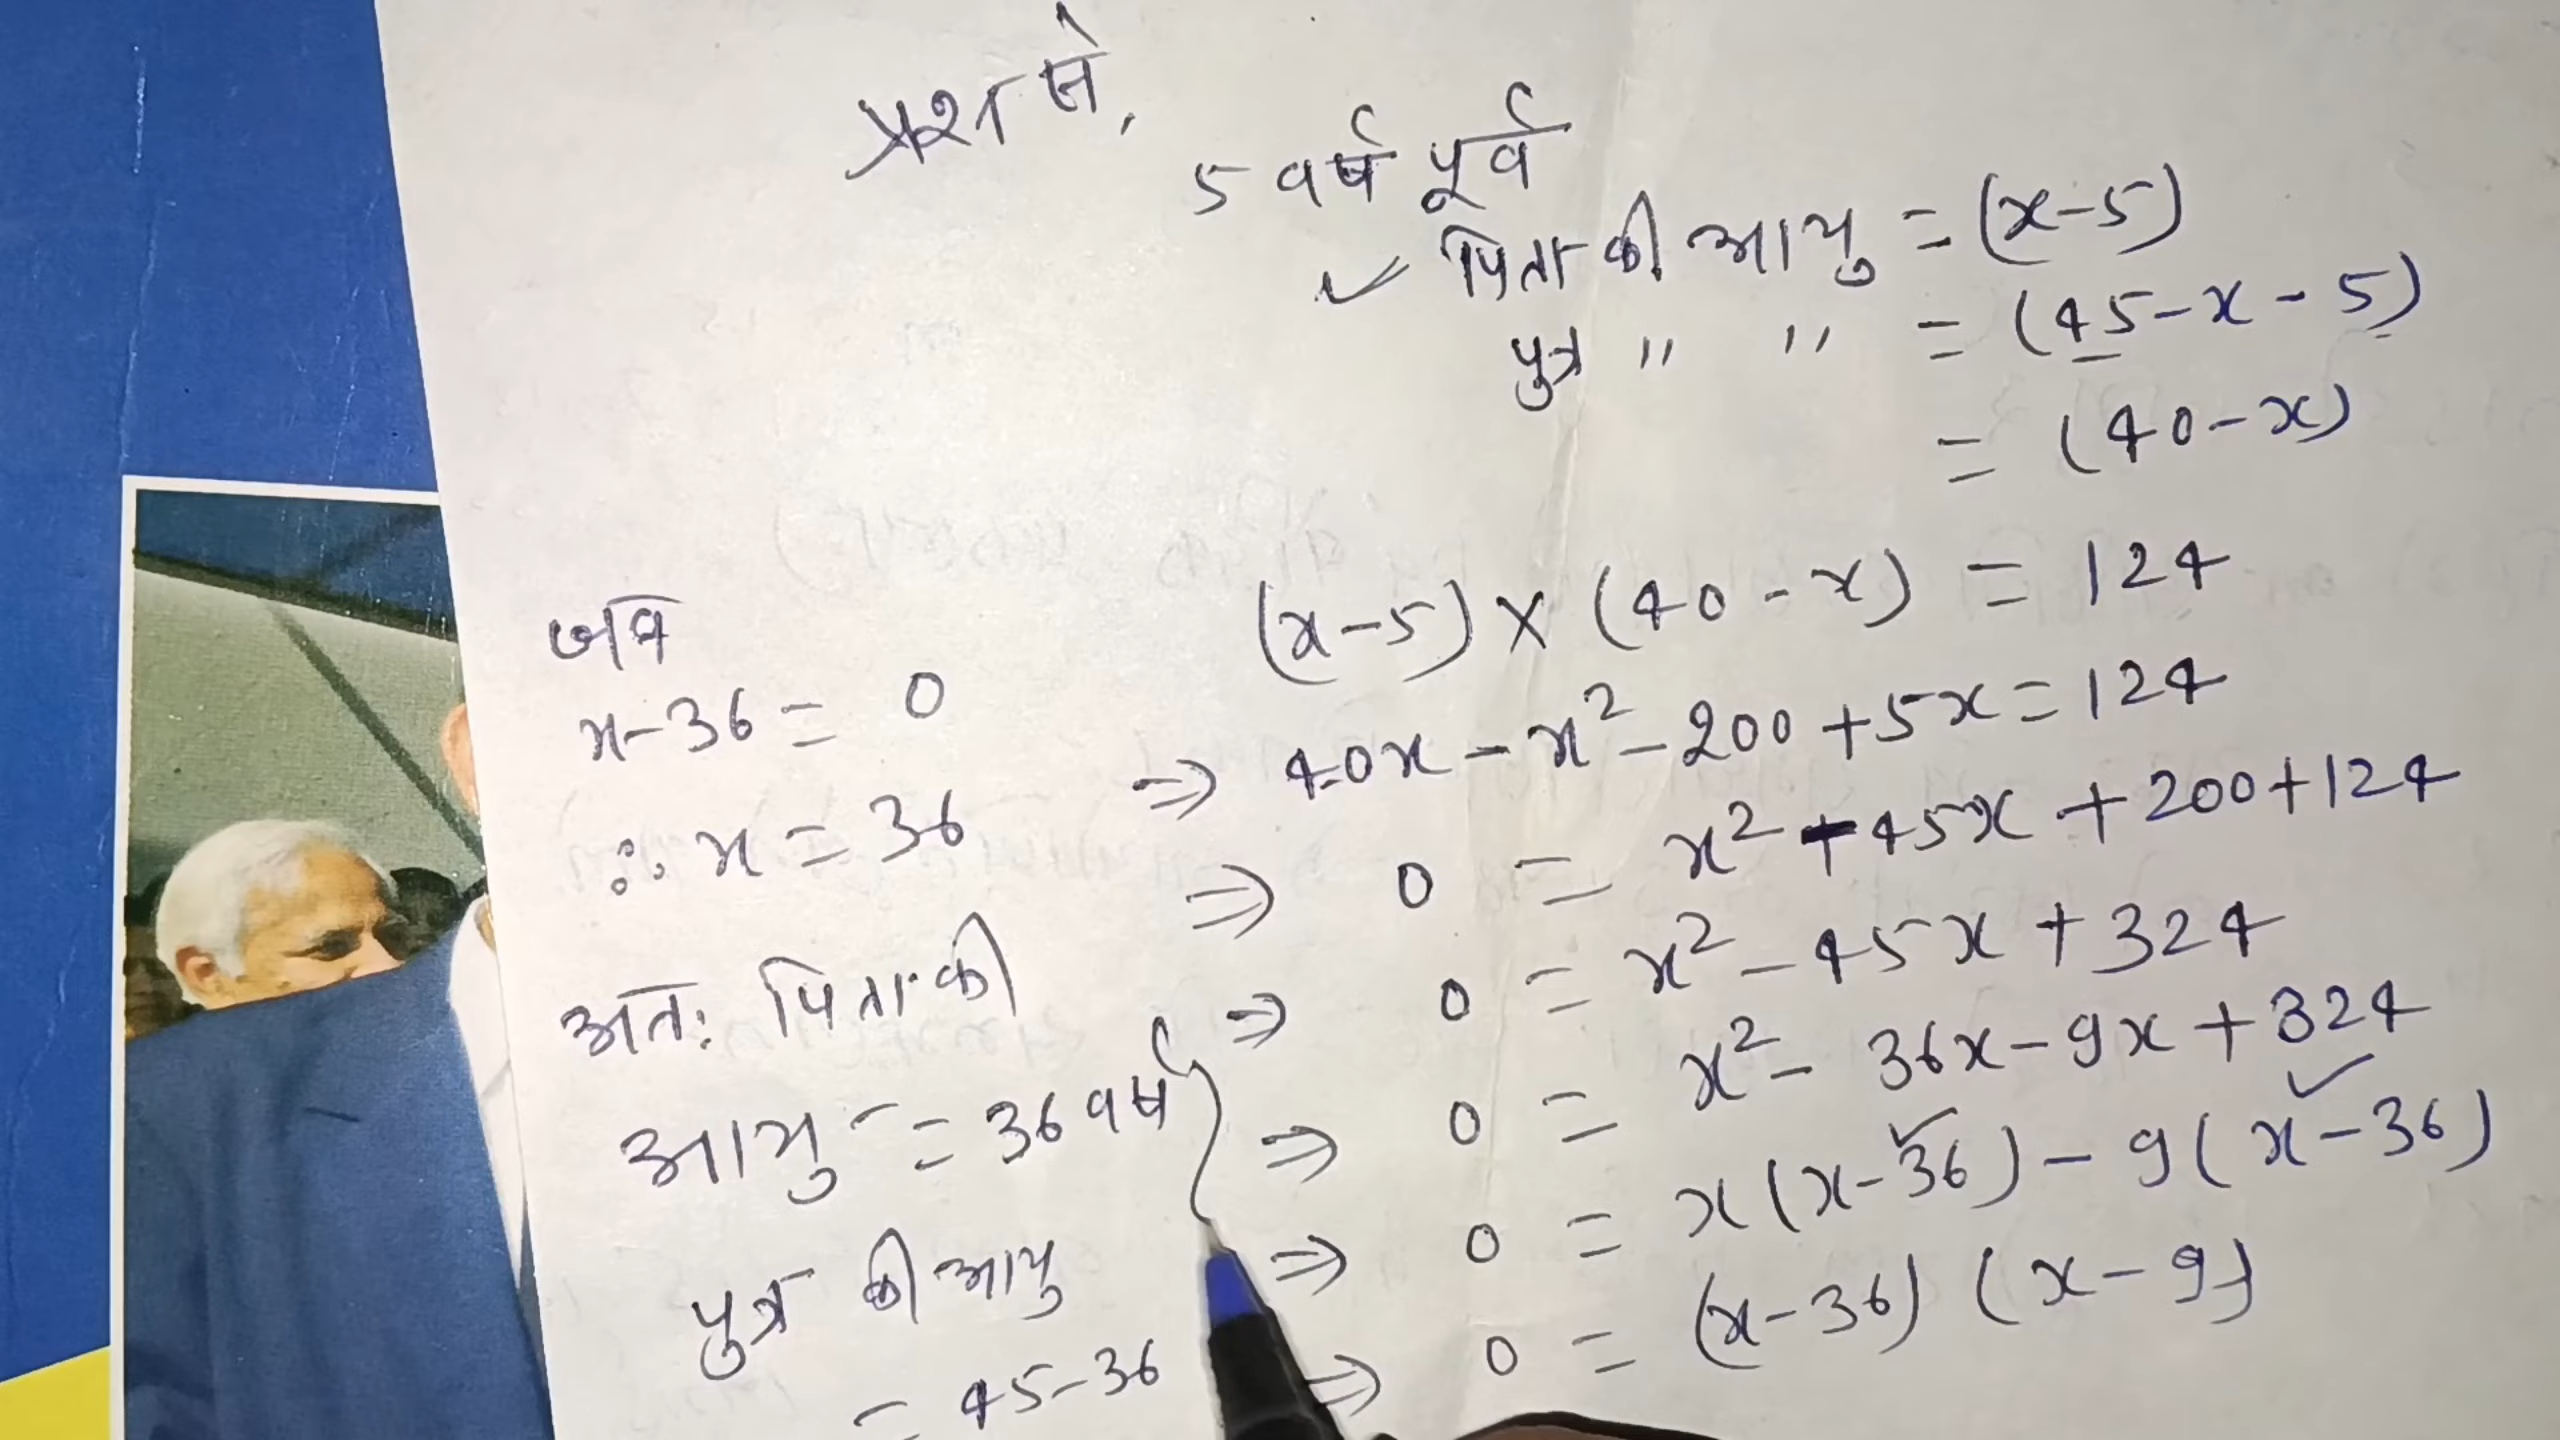 प्रश्न से,
5 वर्ष पूर्व
✓ पिता की आयु = (x-5)
पुत्र " " = (45-x-5)
= (40-x)
(x-5) × (40-x) = 124
⇒ 40x - x² - 200 + 5x = 124
⇒ 0 = x² - 45x + 200 + 124
⇒ 0 = x² - 45x + 324
⇒ 0 = x² - 36x - 9x + 324
⇒ 0 = x(x-36) - 9(x-36)
⇒ 0 = (x-36) (x-9)
जब
x-36 = 0
∴ x = 36
अतः पिता की
आयु = 36 वर्ष
पुत्र की आयु
= 45-36